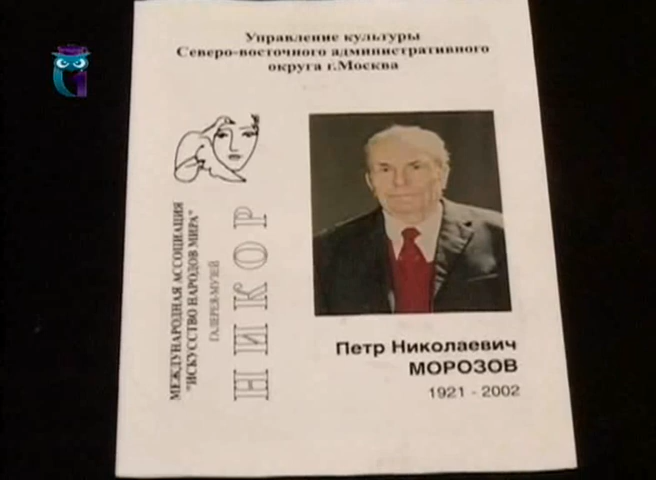 Управление культуры
Северо-восточного административного
округа г.Москва
МЕЖДУНАРОДНАЯ АССОЦИАЦИЯ
"ИСКУССТВО НАРОДОВ МИРА"
ГАЛЕРЕЯ-МУЗЕЙ
НИКОР
Петр Николаевич
МОРОЗОВ
1921 - 2002